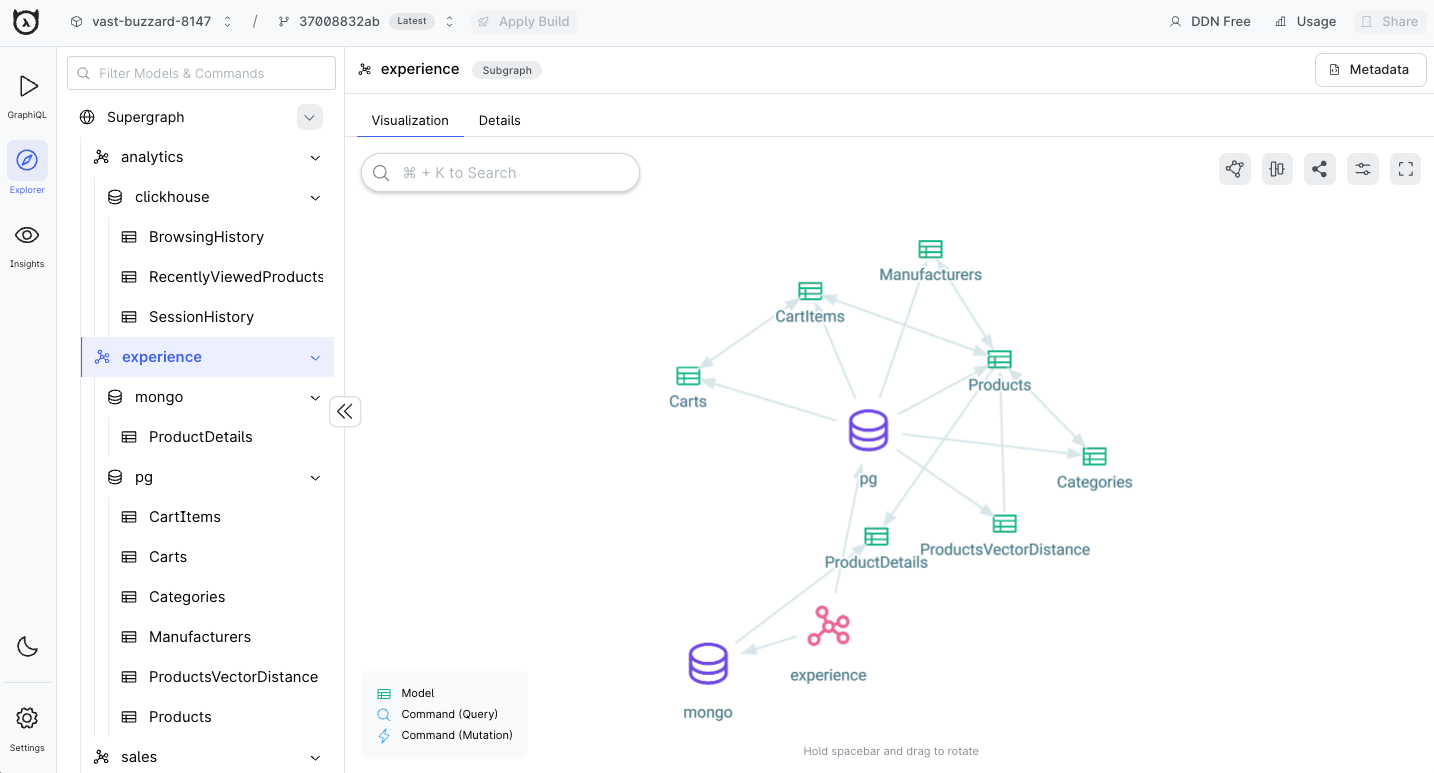 vast-buzzard-8147 / 37008832ab Latest Apply Build DDN Free Usage Share
Filter Models & Commands
GraphiQL
Explorer
Insights
Settings
Supergraph
analytics
clickhouse
BrowsingHistory
RecentlyViewedProducts
SessionHistory
experience
mongo
ProductDetails
pg
CartItems
Carts
Categories
Manufacturers
ProductsVectorDistance
Products
sales
experience Subgraph Metadata
Visualization Details
⌘ + K to Search
Manufacturers
CartItems
Products
Carts
pg
Categories
ProductsVectorDistance
ProductDetails
experience
mongo
Model
Command (Query)
Command (Mutation)
Hold spacebar and drag to rotate